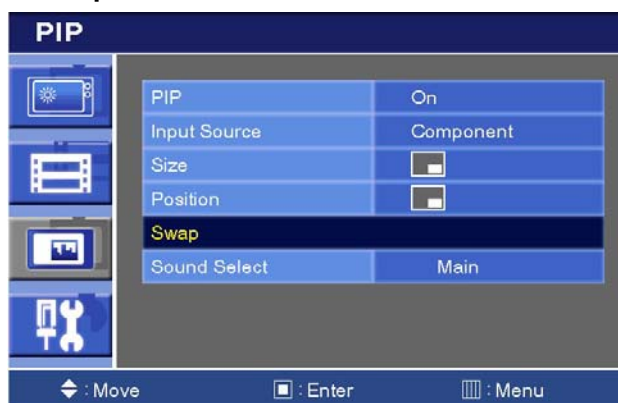 PIP
PIP On
Input Source Component
Size
Position
Swap
Sound Select Main
: Move : Enter : Menu